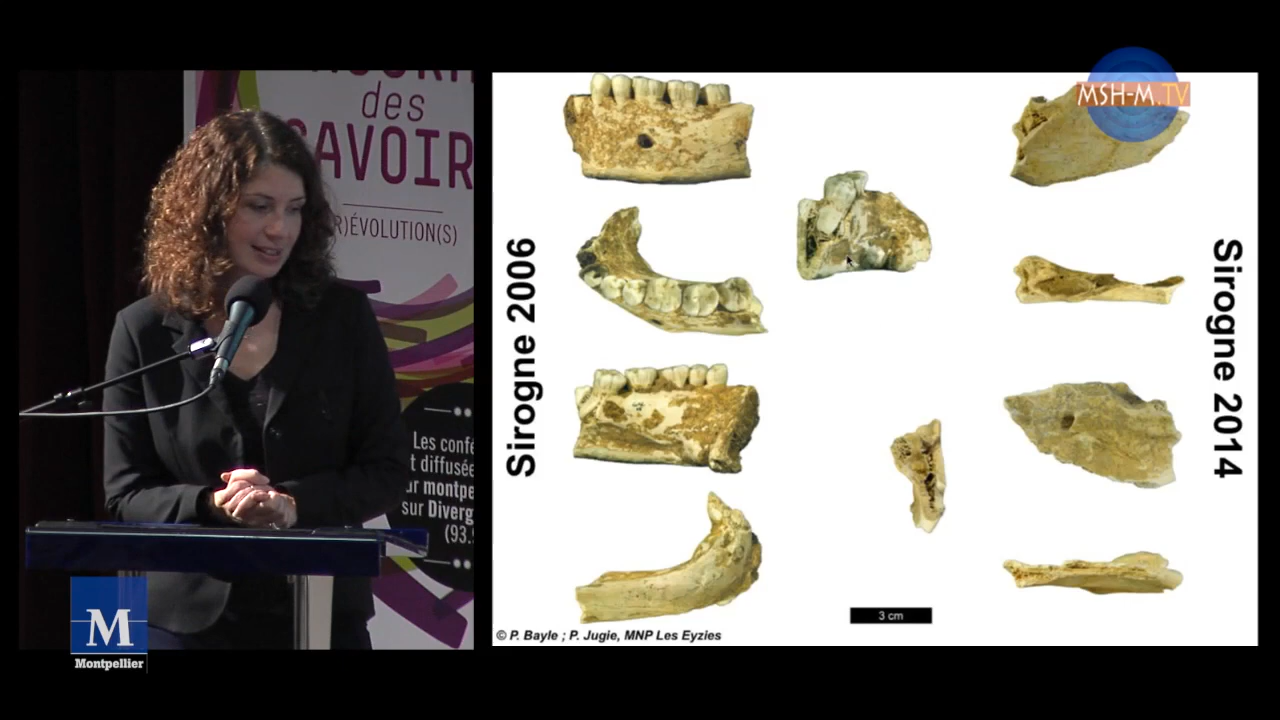 des
SAVOIR
R)ÉVOLUTION(S)
Les confé
t diffusée
ur montpe
sur Diverg
(93.9
M
Montpellier
MSH-M.TV
Sirogne 2006
Sirogne 2014
3 cm
© P. Bayle ; P. Jugie, MNP Les Eyzies